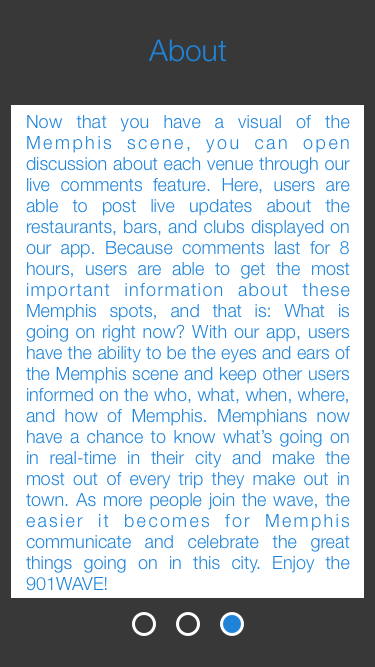 About
Now that you have a visual of the
Memphis scene, you can open
discussion about each venue through our
live comments feature. Here, users are
able to post live updates about the
restaurants, bars, and clubs displayed on
our app. Because comments last for 8
hours, users are able to get the most
important information about these
Memphis spots, and that is: What is
going on right now? With our app, users
have the ability to be the eyes and ears of
the Memphis scene and keep other users
informed on the who, what, when, where,
and how of Memphis. Memphians now
have a chance to know what’s going on
in real-time in their city and make the
most out of every trip they make out in
town. As more people join the wave, the
easier it becomes for Memphis
communicate and celebrate the great
things going on in this city. Enjoy the
901WAVE!